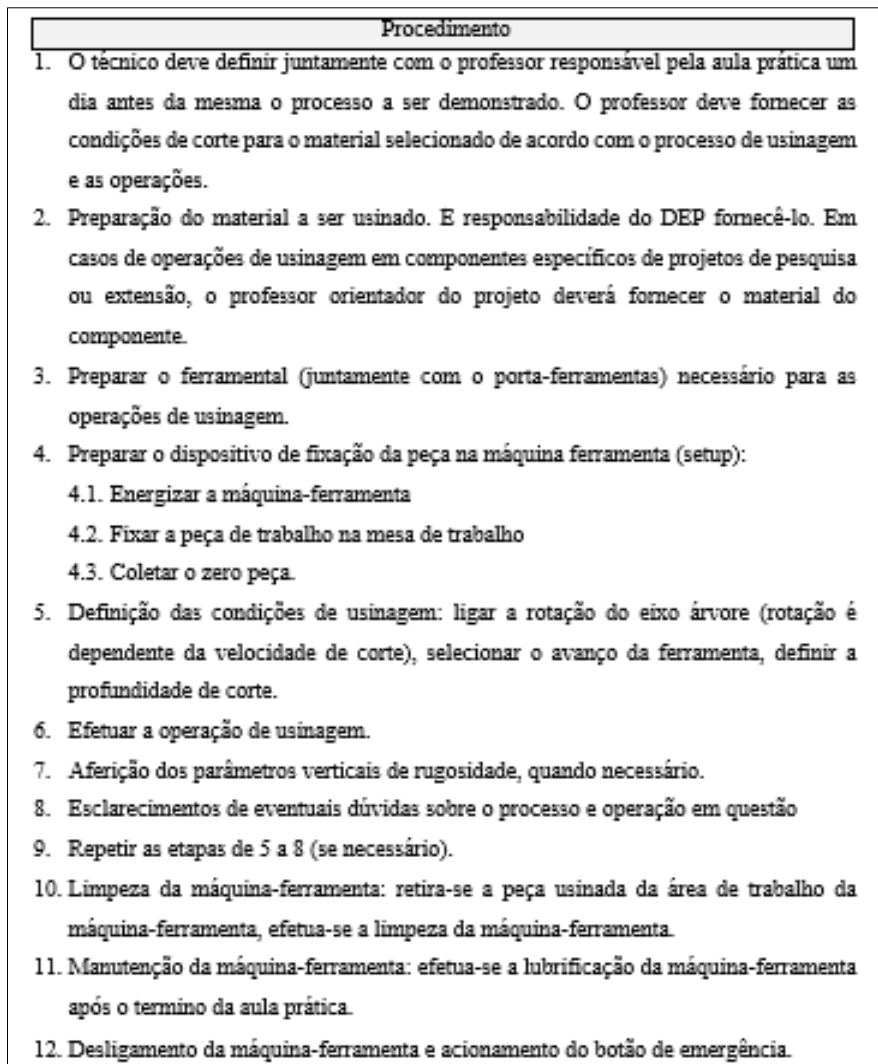 Procedimento
1. O técnico deve definir juntamente com o professor responsável pela aula prática um
dia antes da mesma o processo a ser demonstrado. O professor deve fornecer as
condições de corte para o material selecionado de acordo com o processo de usinagem
e as operações.
2. Preparação do material a ser usinado. E responsabilidade do DEP fornecê-lo. Em
casos de operações de usinagem em componentes específicos de projetos de pesquisa
ou extensão, o professor orientador do projeto deverá fornecer o material do
componente.
3. Preparar o ferramental (juntamente com o porta-ferramentas) necessário para as
operações de usinagem.
4. Preparar o dispositivo de fixação da peça na máquina ferramenta (setup):
4.1. Energizar a máquina-ferramenta
4.2. Fixar a peça de trabalho na mesa de trabalho
4.3. Coletar o zero peça.
5. Definição das condições de usinagem: ligar a rotação do eixo árvore (rotação é
dependente da velocidade de corte), selecionar o avanço da ferramenta, definir a
profundidade de corte.
6. Efetuar a operação de usinagem.
7. Aferição dos parâmetros verticais de rugosidade, quando necessário.
8. Esclarecimentos de eventuais dúvidas sobre o processo e operação em questão
9. Repetir as etapas de 5 a 8 (se necessário).
10. Limpeza da máquina-ferramenta: retira-se a peça usinada da área de trabalho da
máquina-ferramenta, efetua-se a limpeza da máquina-ferramenta.
11. Manutenção da máquina-ferramenta: efetua-se a lubrificação da máquina-ferramenta
após o termino da aula prática.
12. Desligamento da máquina-ferramenta e acionamento do botão de emergência.